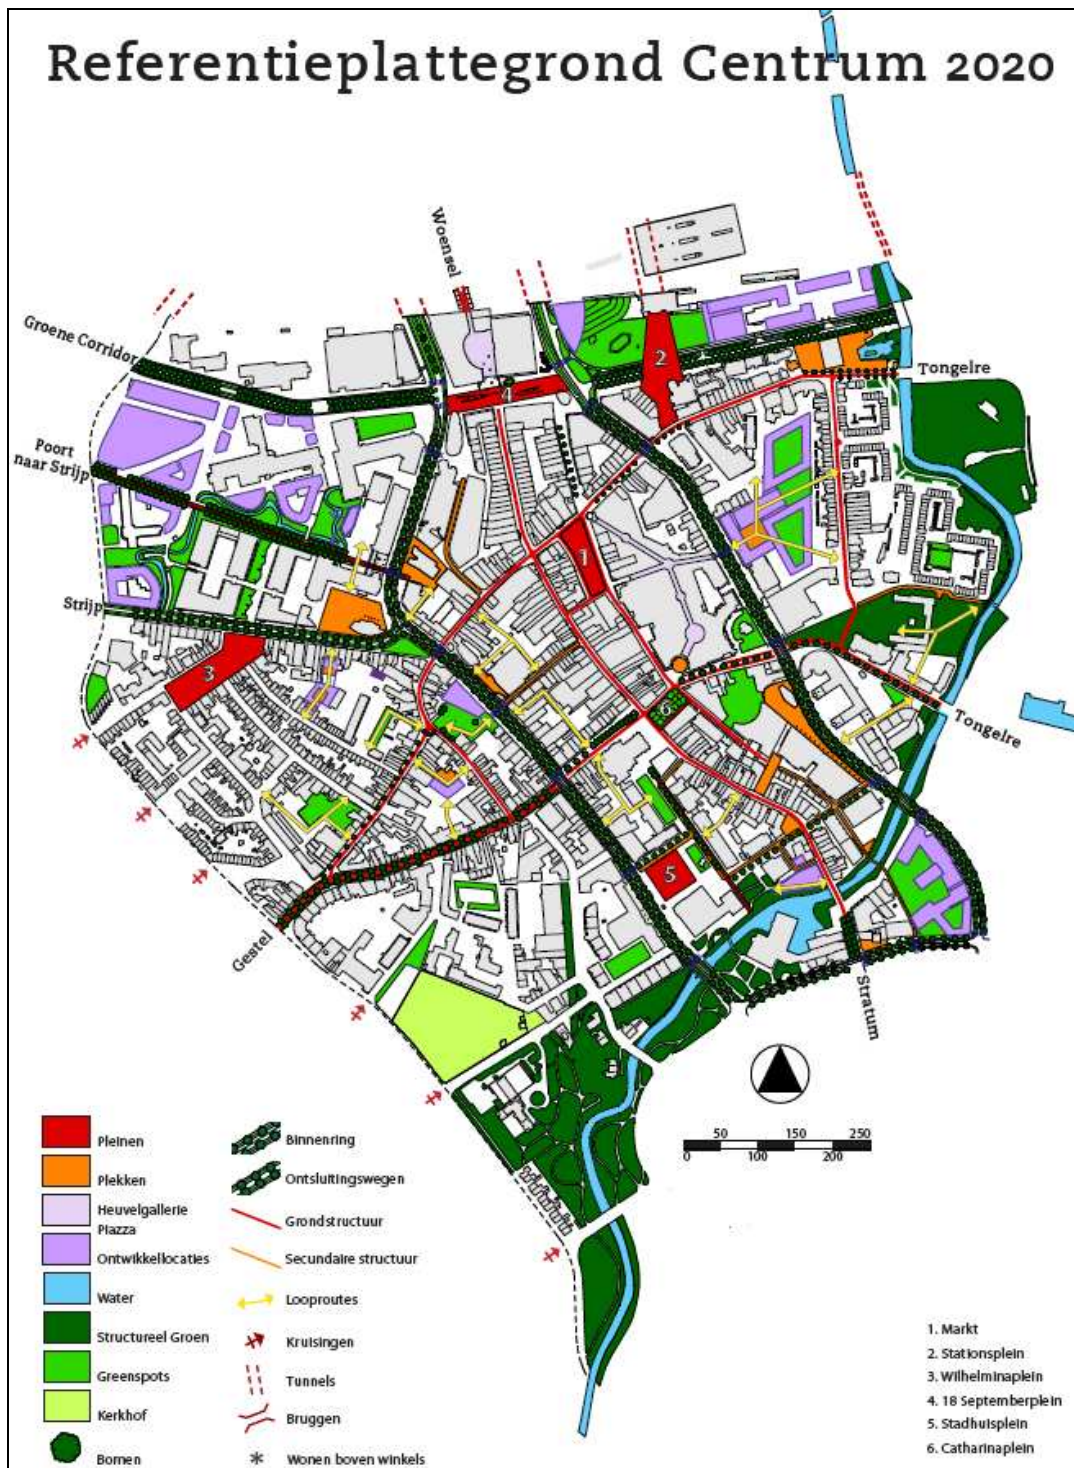 Referentieplattegrond Centrum 2020
Woensel
Groene Corridor
Poort
naar Strijp
Strijp
Tongelre
Tongelre
Gestel
Stratum
1
2
3
4
5
6
50 150 250
0 100 200
Pleinen
Plekken
Heuvelgallerie
Piazza
Ontwikkellocaties
Water
Structureel Groen
Greenspots
Kerkhof
Bomen
Binnenring
Ontsluitingswegen
Grondstructuur
Secundaire structuur
Looproutes
Kruisingen
Tunnels
Bruggen
Wonen boven winkels
1. Markt
2. Stationsplein
3. Wilhelminaplein
4. 18 Septemberplein
5. Stadhuisplein
6. Catharinaplein